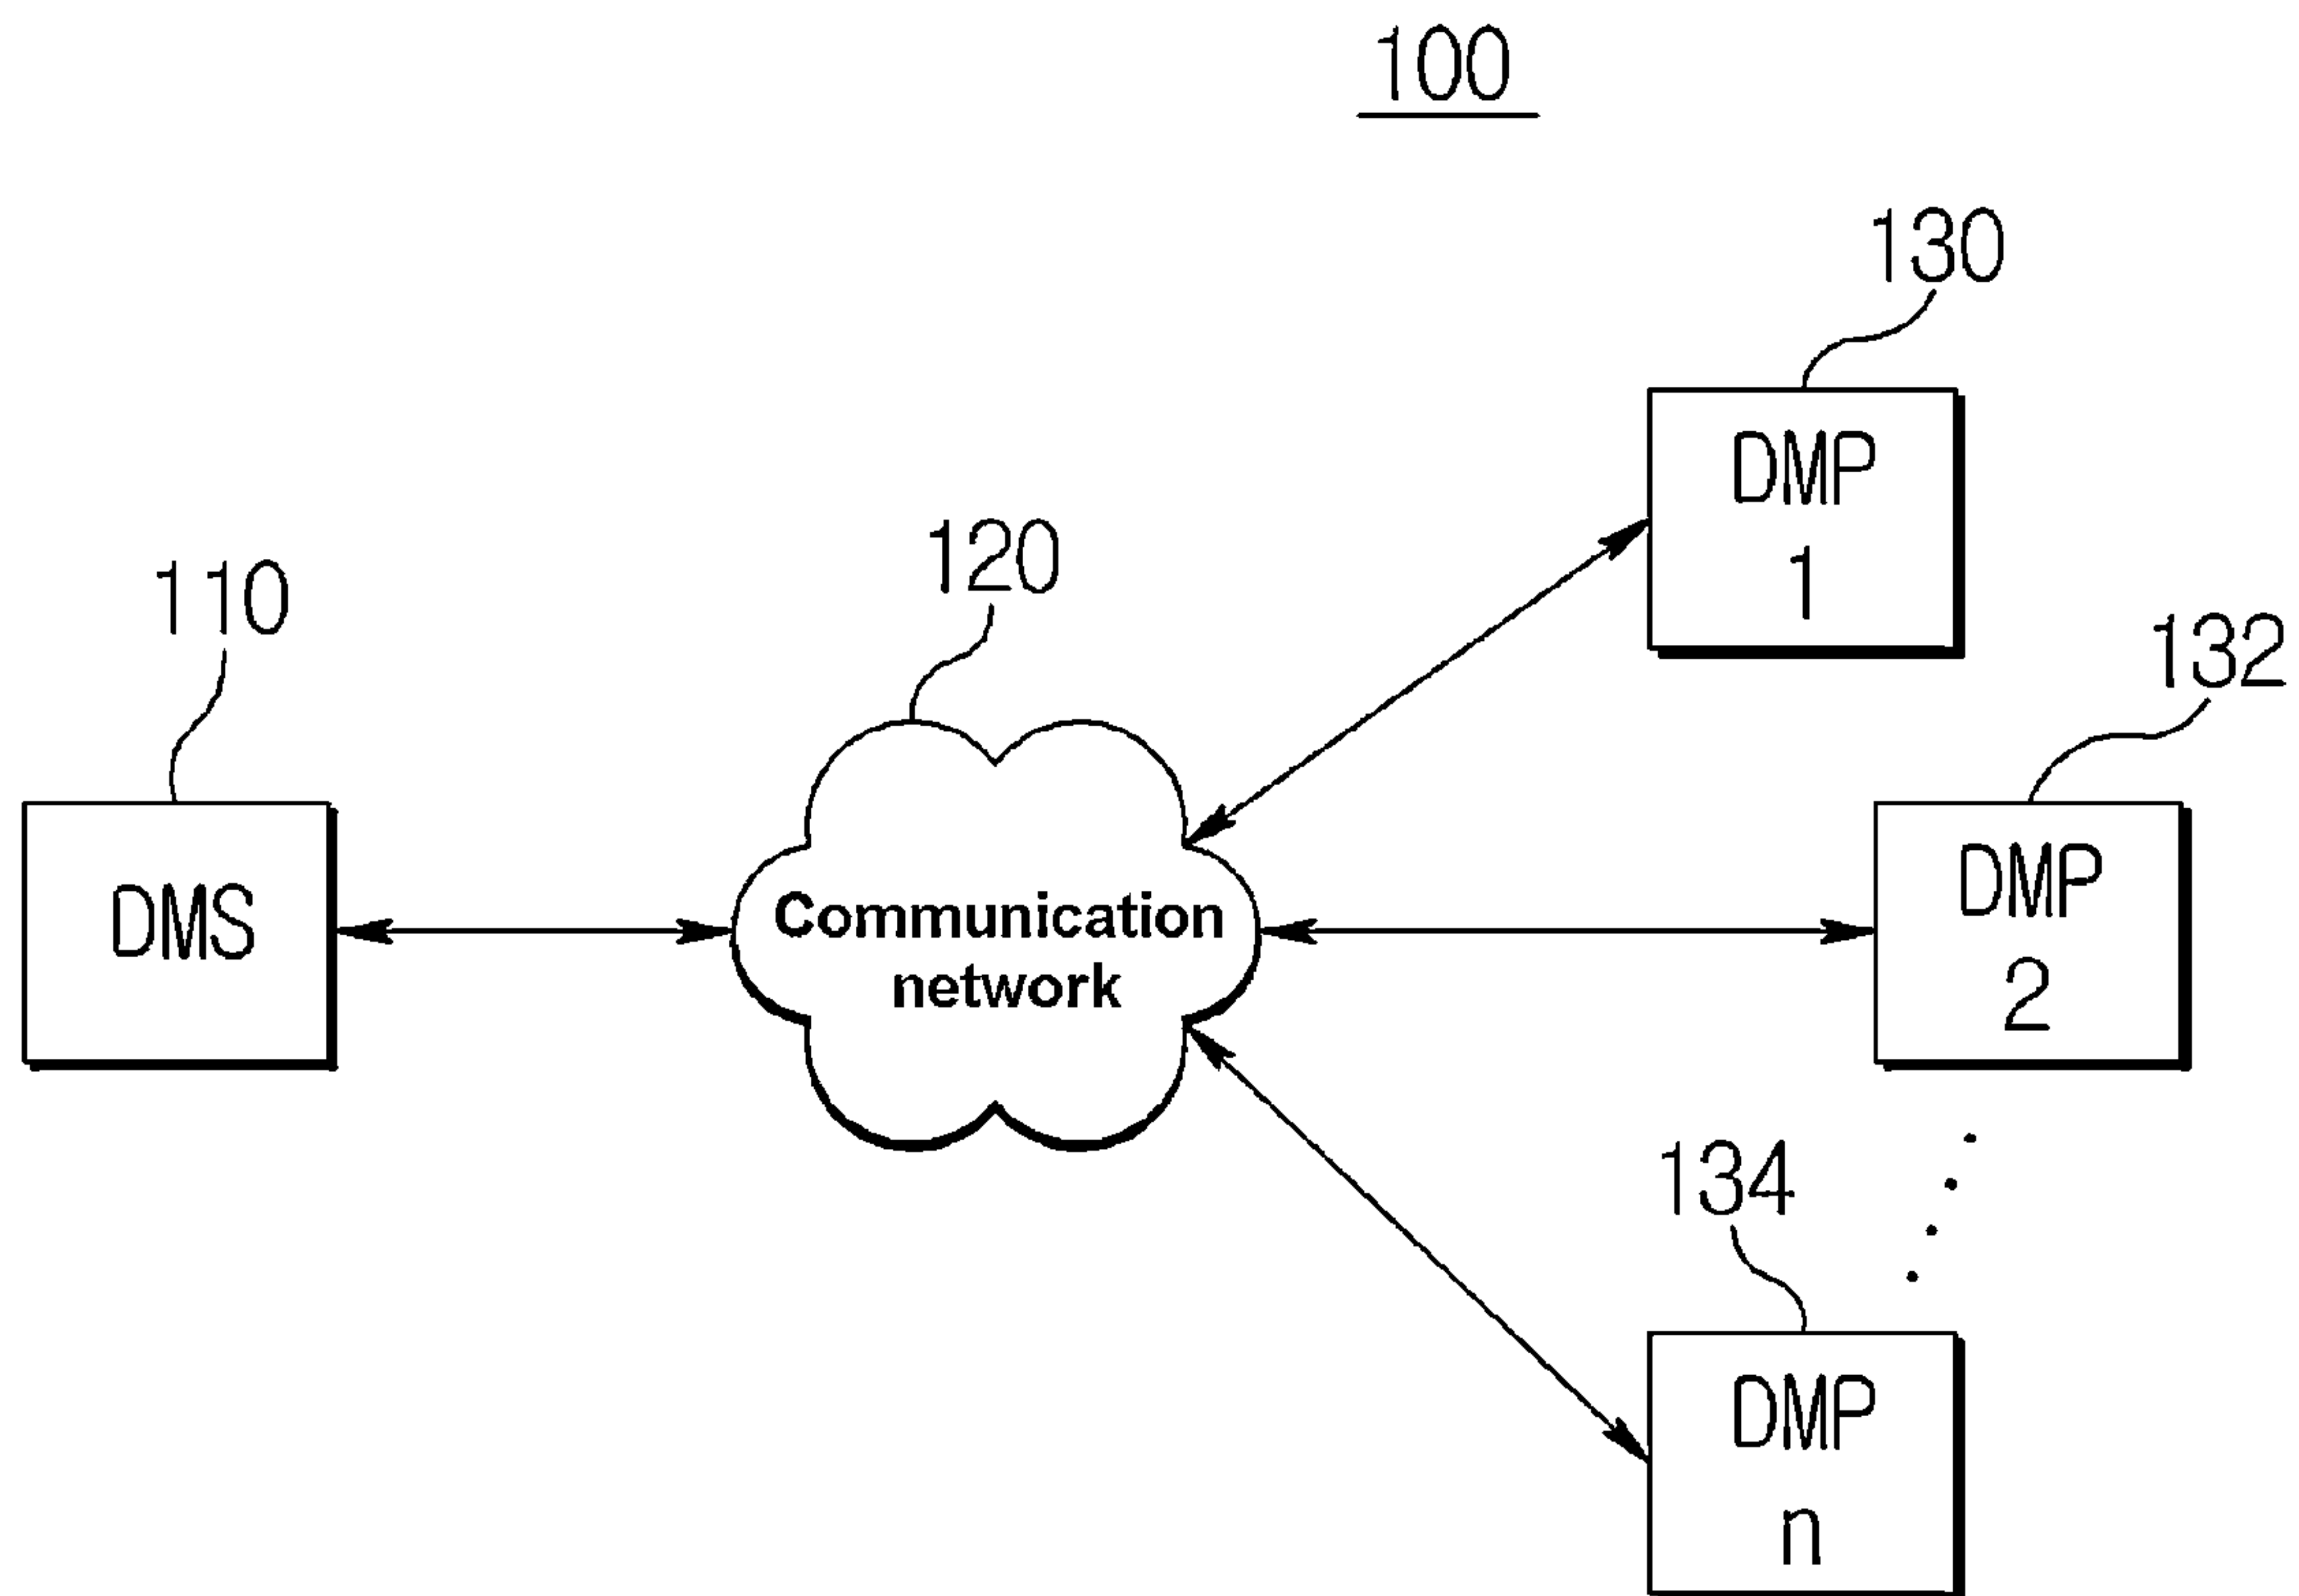 100
130
DMP
1
120
110
132
DMS
Communication
network
DMP
2
134
DMP
n